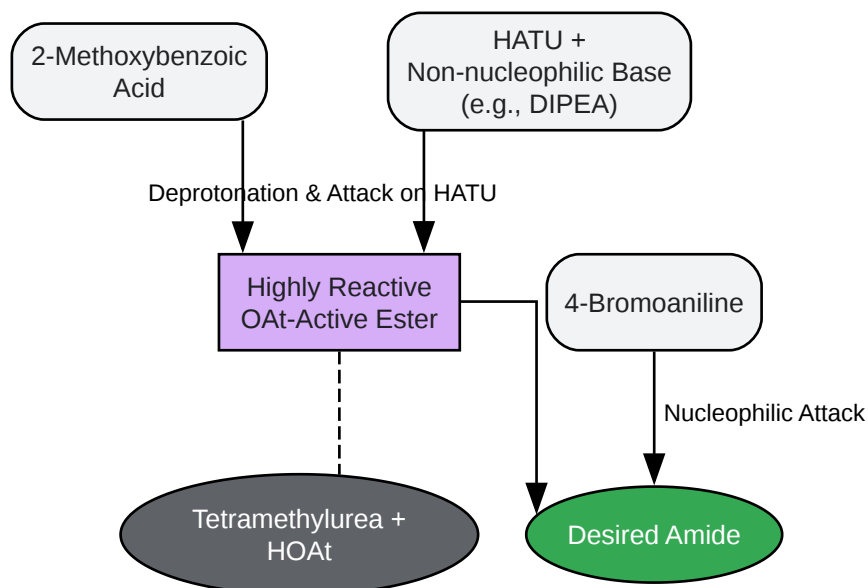 2-Methoxybenzoic
Acid
HATU +
Non-nucleophilic Base
(e.g., DIPEA)
Deprotonation & Attack on HATU
Highly Reactive
OAt-Active Ester
4-Bromoaniline
Nucleophilic Attack
Tetramethylurea +
HOAt
Desired Amide